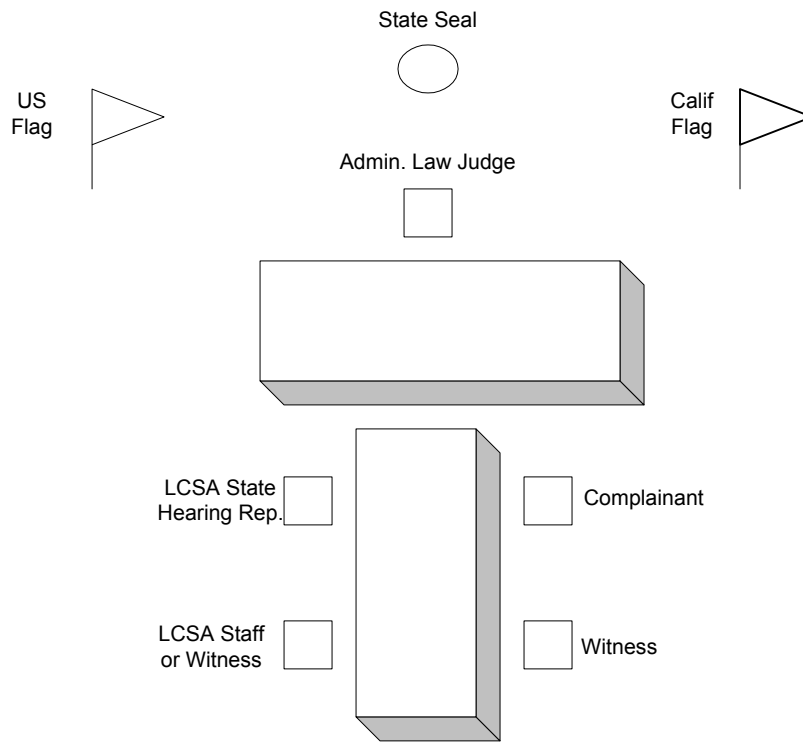 State Seal
US
Flag
Calif
Flag
Admin. Law Judge
LCSA State
Hearing Rep.
Complainant
LCSA Staff
or Witness
Witness